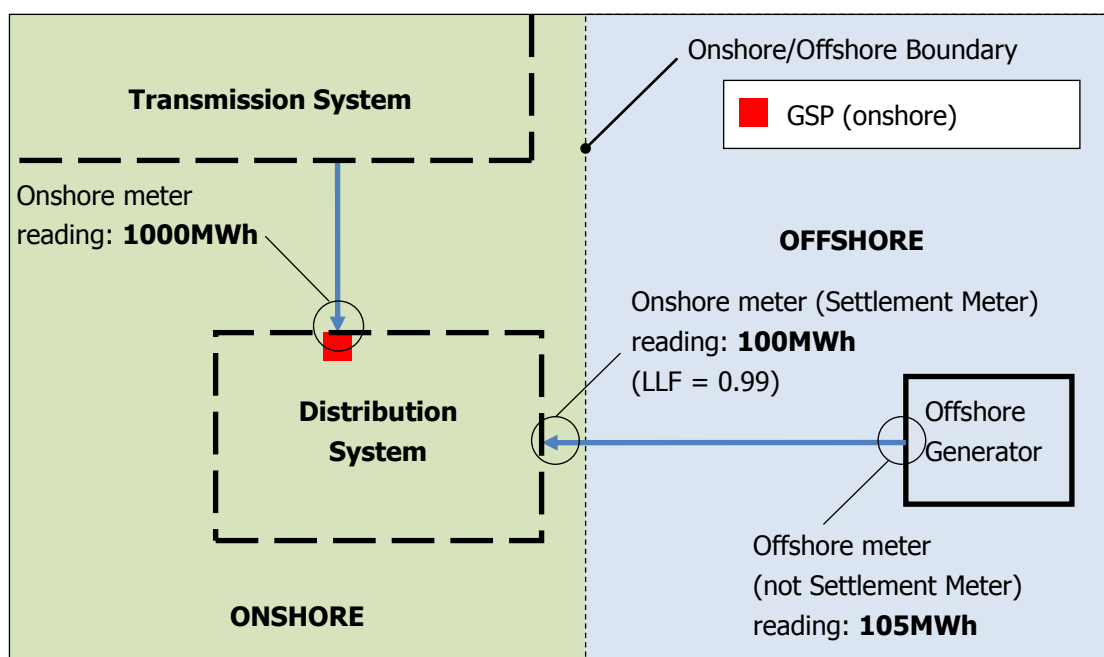 Transmission System
Onshore/Offshore Boundary
GSP (onshore)
Onshore meter
reading: 1000MWh
OFFSHORE
Onshore meter (Settlement Meter)
reading: 100MWh
(LLF = 0.99)
Distribution
System
Offshore
Generator
Offshore meter
(not Settlement Meter)
reading: 105MWh
ONSHORE